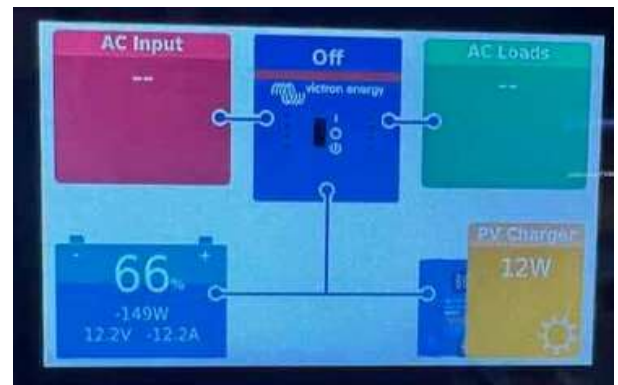 AC Input
--
Off
victron energy
AC Loads
--
66%
-149W
12.2V -12.2A
PV Charger
12W